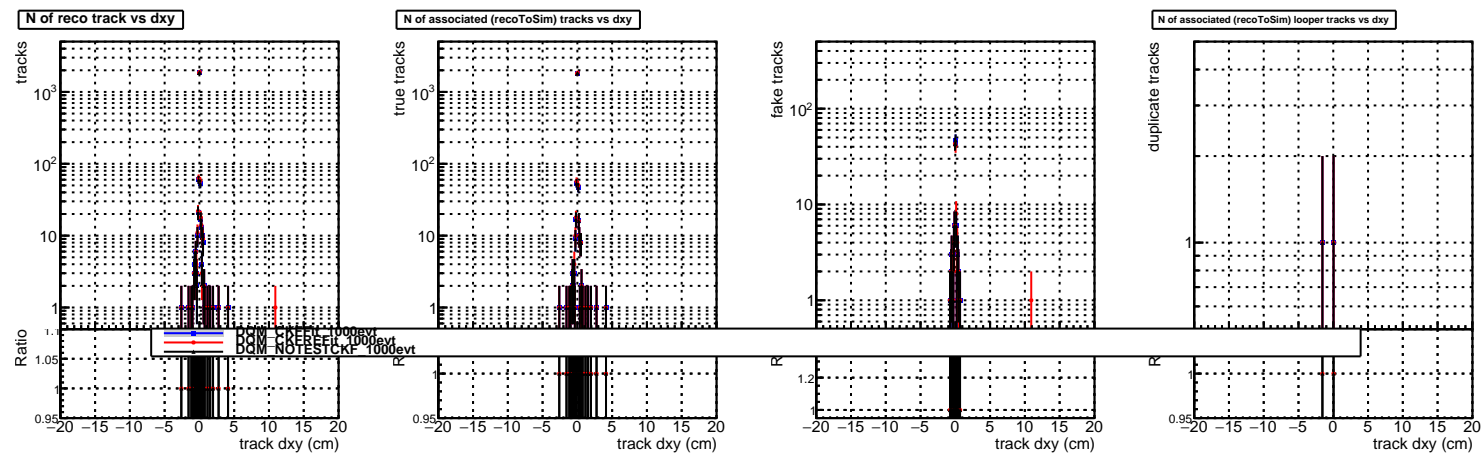 N of reco track vs dxy
N of associated (recoToSim) tracks vs dxy
N of associated (recoToSim) looper tracks vs dxy
tracks
true tracks
fake tracks
duplicate tracks
10³
10²
10
1
10³
10²
10
1
10²
10
1
1
DQM_CKFFit_1000evt
DQM_CKFREFit_1000evt
DQM_NOTESTCKF_1000evt
Ratio
1.05
1
0.95
1
0.95
1.2
1
1
0.95
−20 −15 −10 −5 0 5 10 15 20
−20 −15 −10 −5 0 5 10 15 20
−20 −15 −10 −5 0 5 10 15 20
−20 −15 −10 −5 0 5 10 15 20
track dxy (cm)
track dxy (cm)
track dxy (cm)
track dxy (cm)